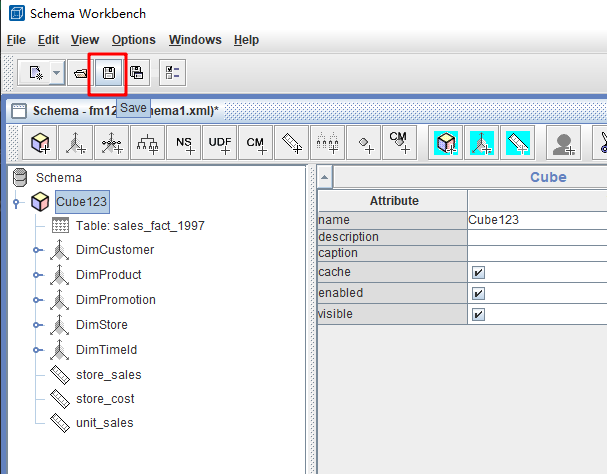 Schema Workbench
File Edit View Options Windows Help
Schema - fm12 hema1.xml)*
Save
NS UDF CM CM
Schema
Cube123
Table: sales_fact_1997
DimCustomer
DimProduct
DimPromotion
DimStore
DimTimeId
store_sales
store_cost
unit_sales
Cube
Attribute
name Cube123
description
caption
cache
enabled
visible